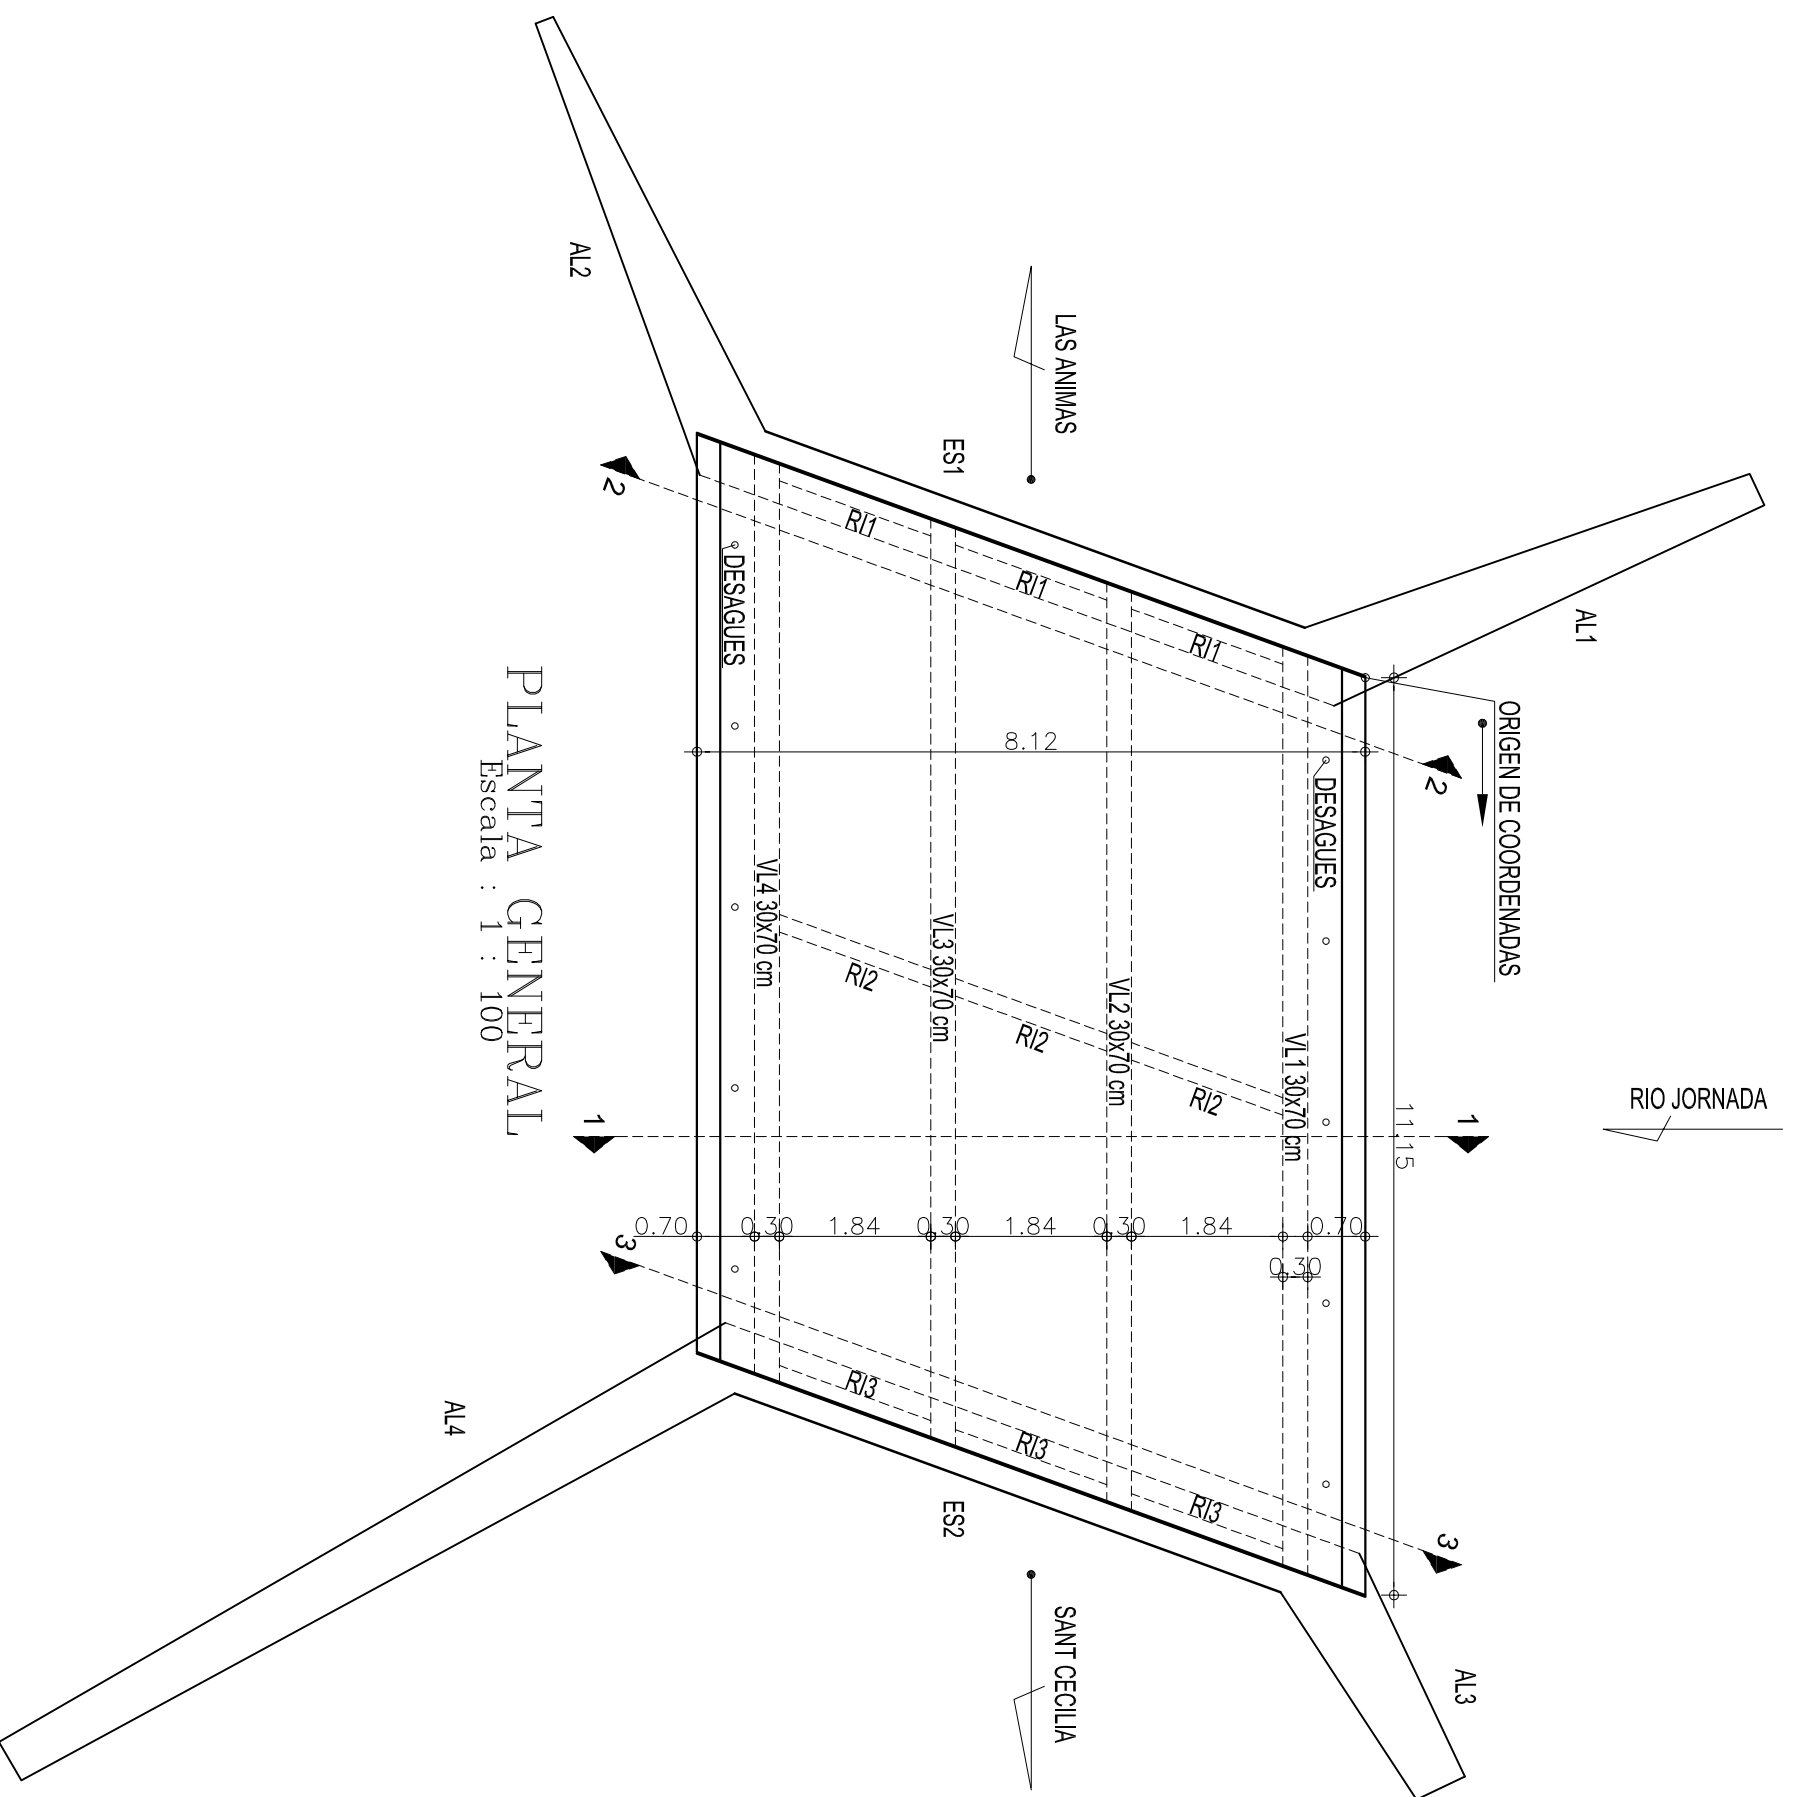 AL2
LAS ANIMAS
ES1
AL1
2
RI1
RI1
RI1
DESAGUES
ORIGEN DE COORDENADAS
8.12
2
DESAGUES
VL4 30x70 cm
VL3 30x70 cm
VL2 30x70 cm
VL1 30x70 cm
RI2
RI2
RI2
PLANTA GENERAL
Escala : 1 : 100
RIO JORNADA
1
1
11.15
0.70
0.30
1.84
0.30
1.84
0.30
1.84
0.70
0.30
3
RI3
RI3
RI3
3
AL4
ES2
SANT CECILIA
AL3